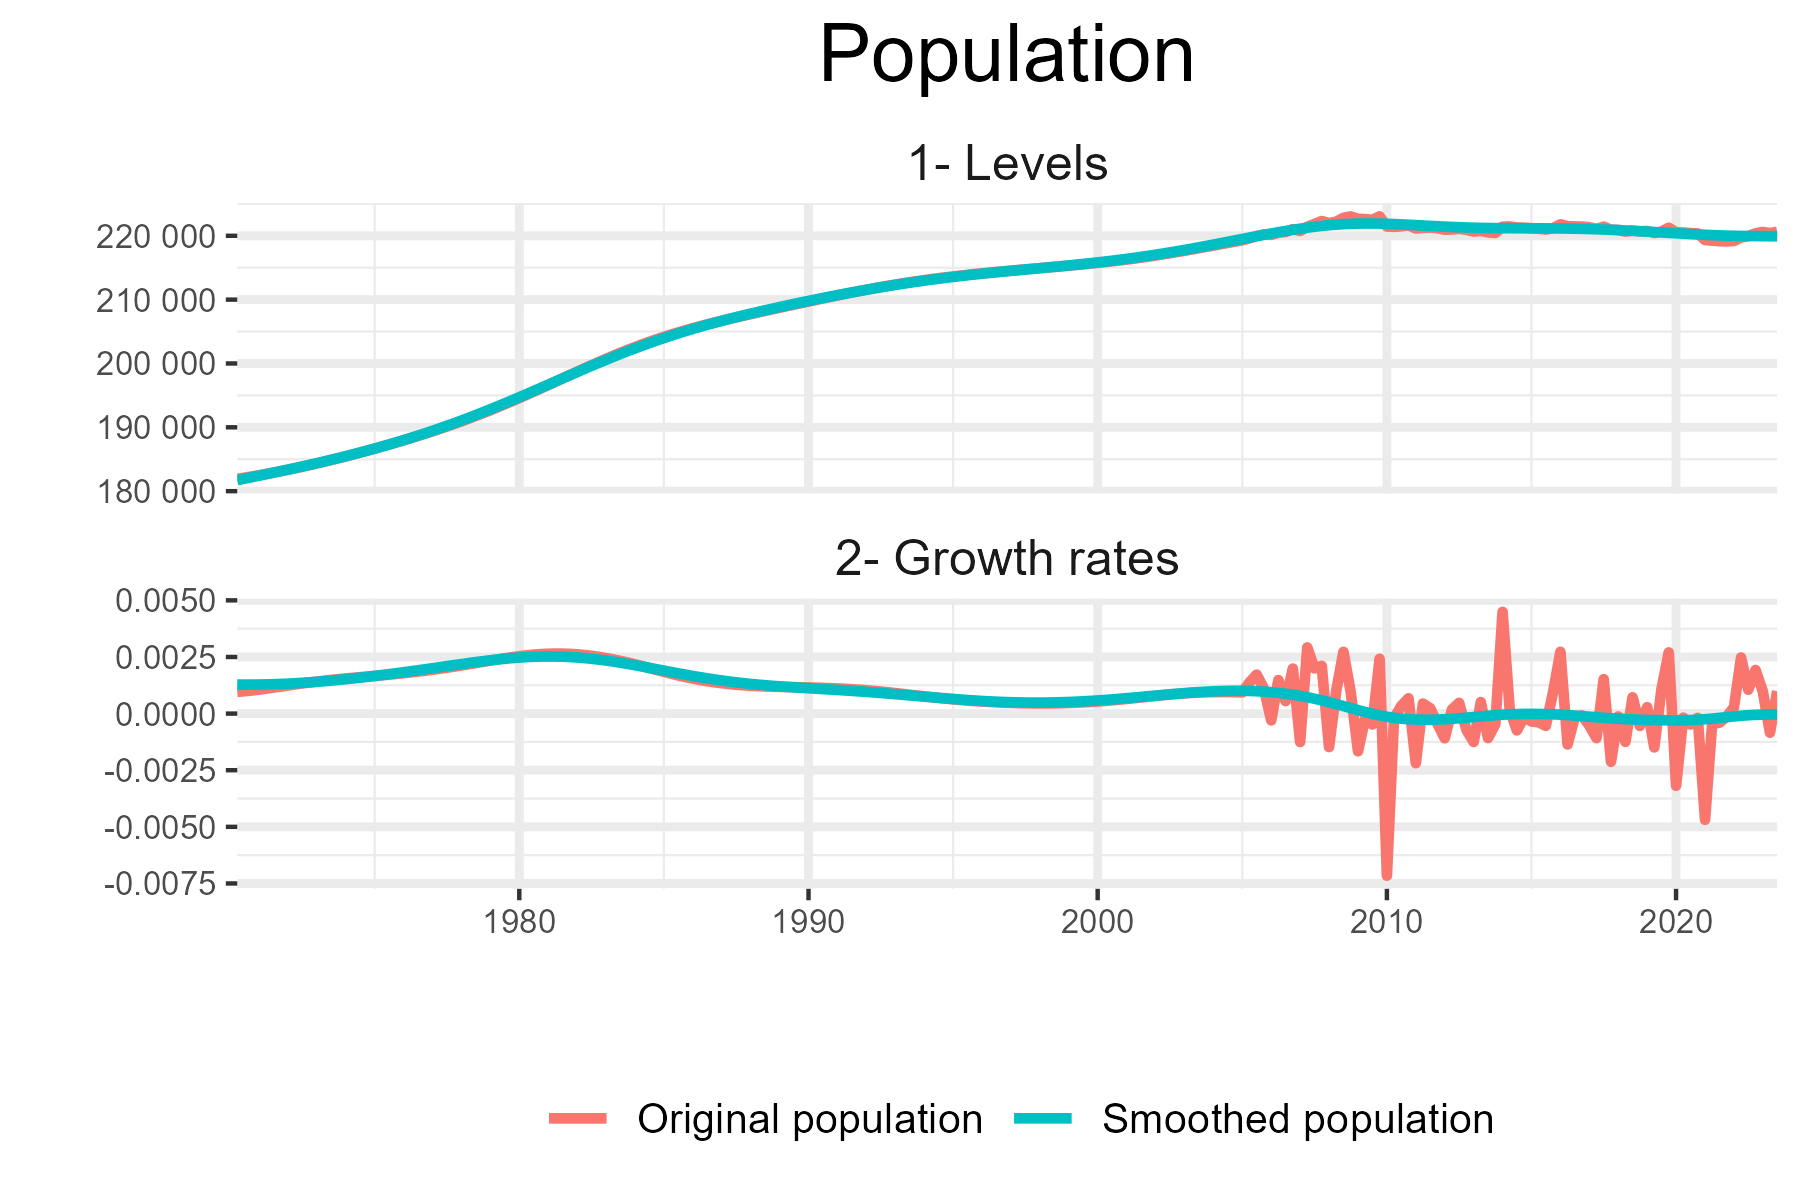 Population
1- Levels
220 000
210 000
200 000
190 000
180 000
2- Growth rates
0.0050
0.0025
0.0000
-0.0025
-0.0050
-0.0075
1980 1990 2000 2010 2020
Original population Smoothed population